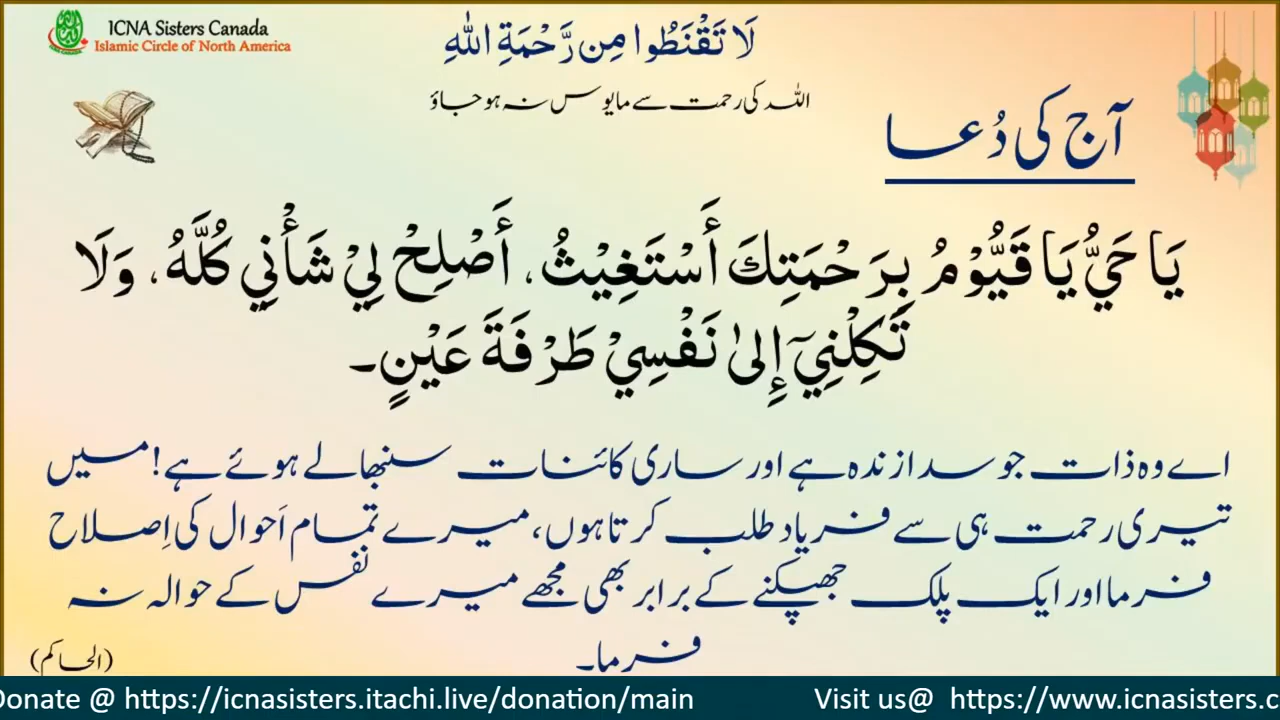 ICNA Sisters Canada
Islamic Circle of North America
لَا تَقْنَطُوا مِن رَّحْمَةِ اللهِ
اللہ کی رحمت سے مایوس نہ ہو جاؤ
آج کی دُعا
يَا حَيُّ يَا قَيُّوْمُ بِرَحْمَتِكَ أَسْتَغِيْثُ، أَصْلِحْ لِيْ شَأْنِي كُلَّهُ، وَلَا
تَكِلْنِيٓ إِلىٰ نَفْسِيْ طَرْفَةَ عَيْنٍ۔
اے وہ ذات جو سدا زندہ ہے اور ساری کائنات سنبھالے ہوئے ہے! میں
تیری رحمت ہی سے فریاد طلب کرتا ہوں، میرے تمام اَحوال کی اِصلاح
فرما اور ایک پلک جھپکنے کے برابر بھی مجھے میرے نفس کے حوالہ نہ
فرما۔
(الحاکم)
Donate @ https://icnasisters.itachi.live/donation/main Visit us@ https://www.icnasisters.c